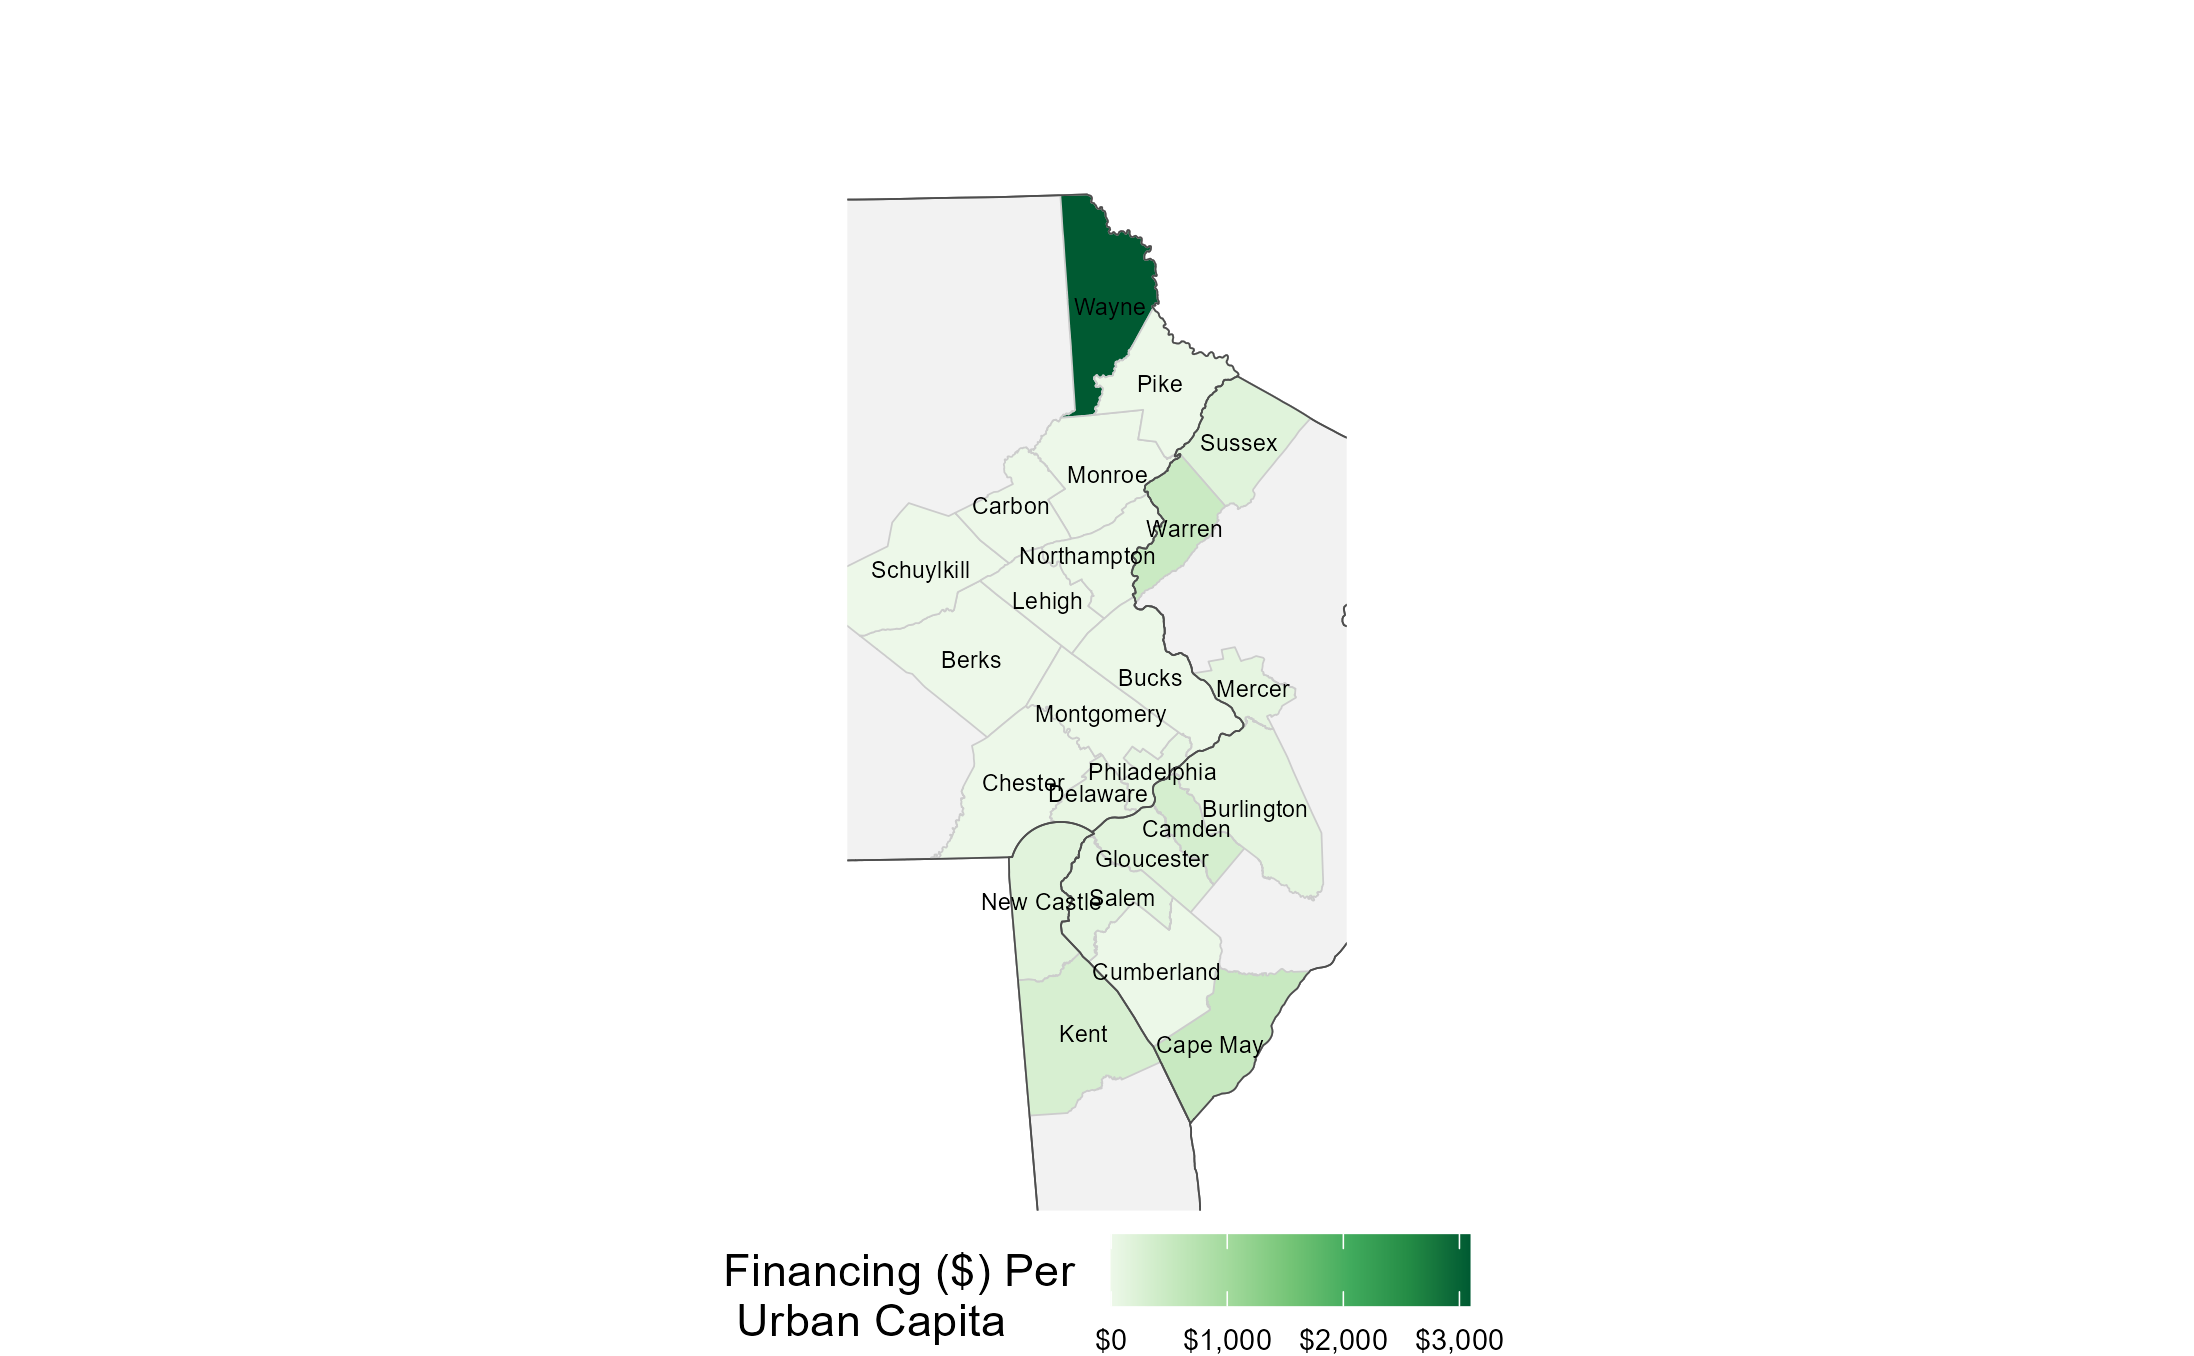 Wayne
Pike
Sussex
Monroe
Carbon
Warren
Northampton
Schuylkill
Lehigh
Berks
Bucks
Mercer
Montgomery
Philadelphia
Chester
Delaware
Burlington
Camden
Gloucester
Salem
New Castle
Cumberland
Kent
Cape May
Financing ($) Per
Urban Capita
$0 $1,000 $2,000 $3,000